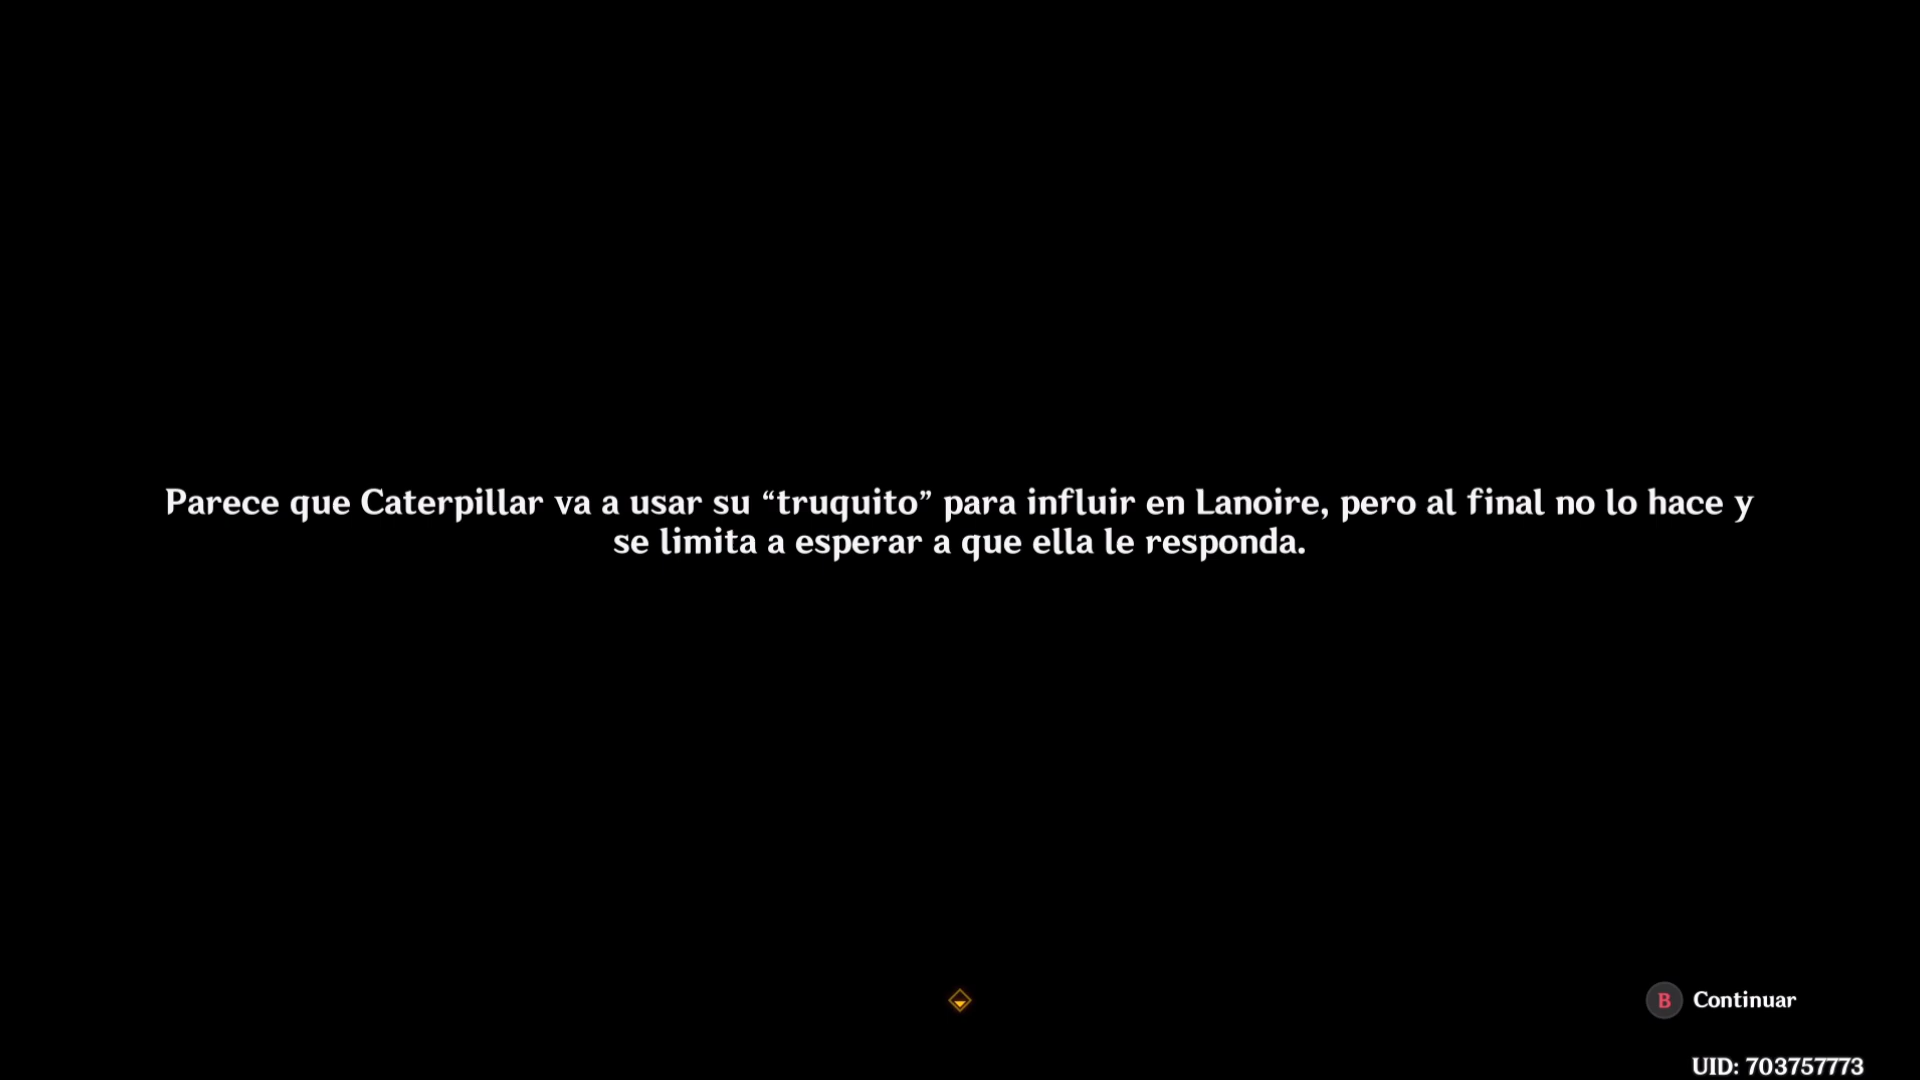 Parece que Caterpillar va a usar su “truquito” para influir en Lanoire, pero al final no lo hace y
se limita a esperar a que ella le responda.
B Continuar
UID: 703757773